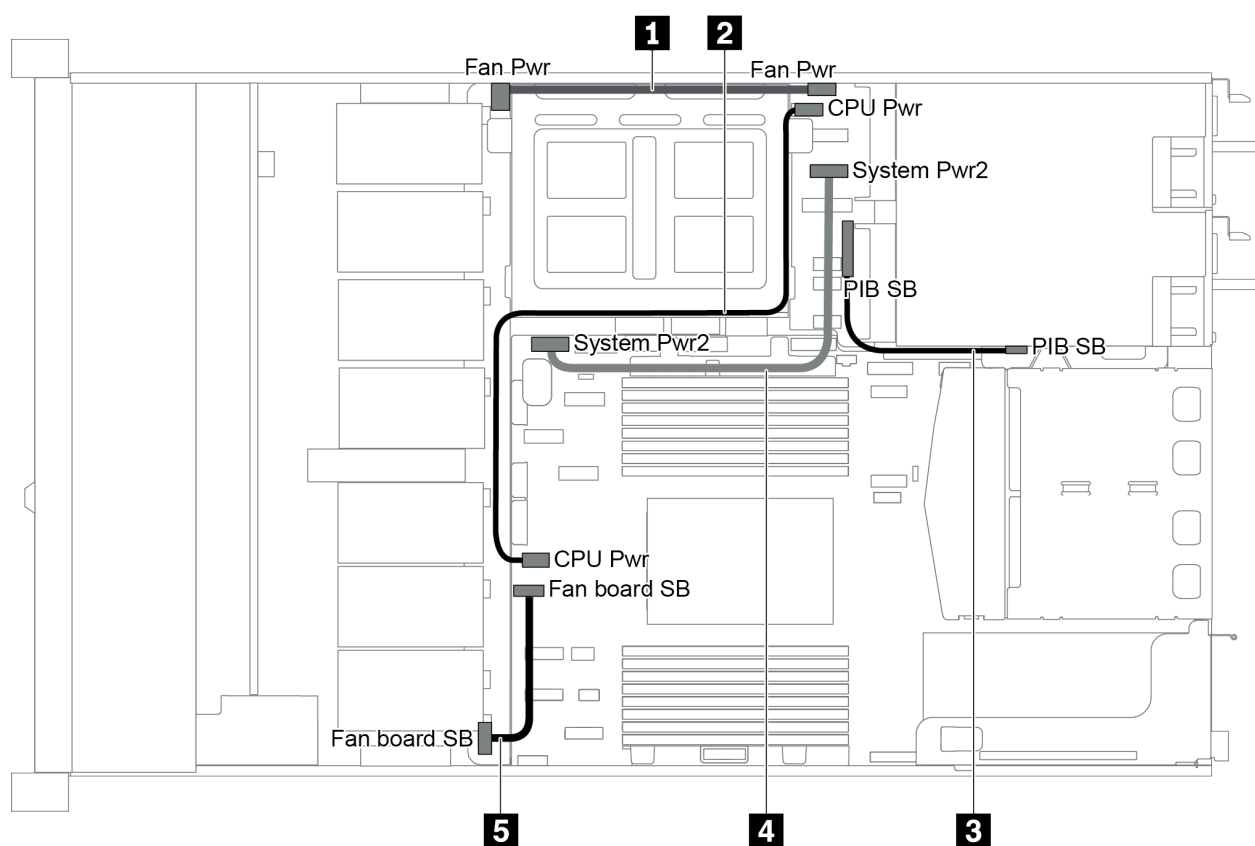 1 2
Fan Pwr Fan Pwr
CPU Pwr
System Pwr2
PIB SB
System Pwr2 PIB SB
CPU Pwr
Fan board SB
Fan board SB
5 4 3